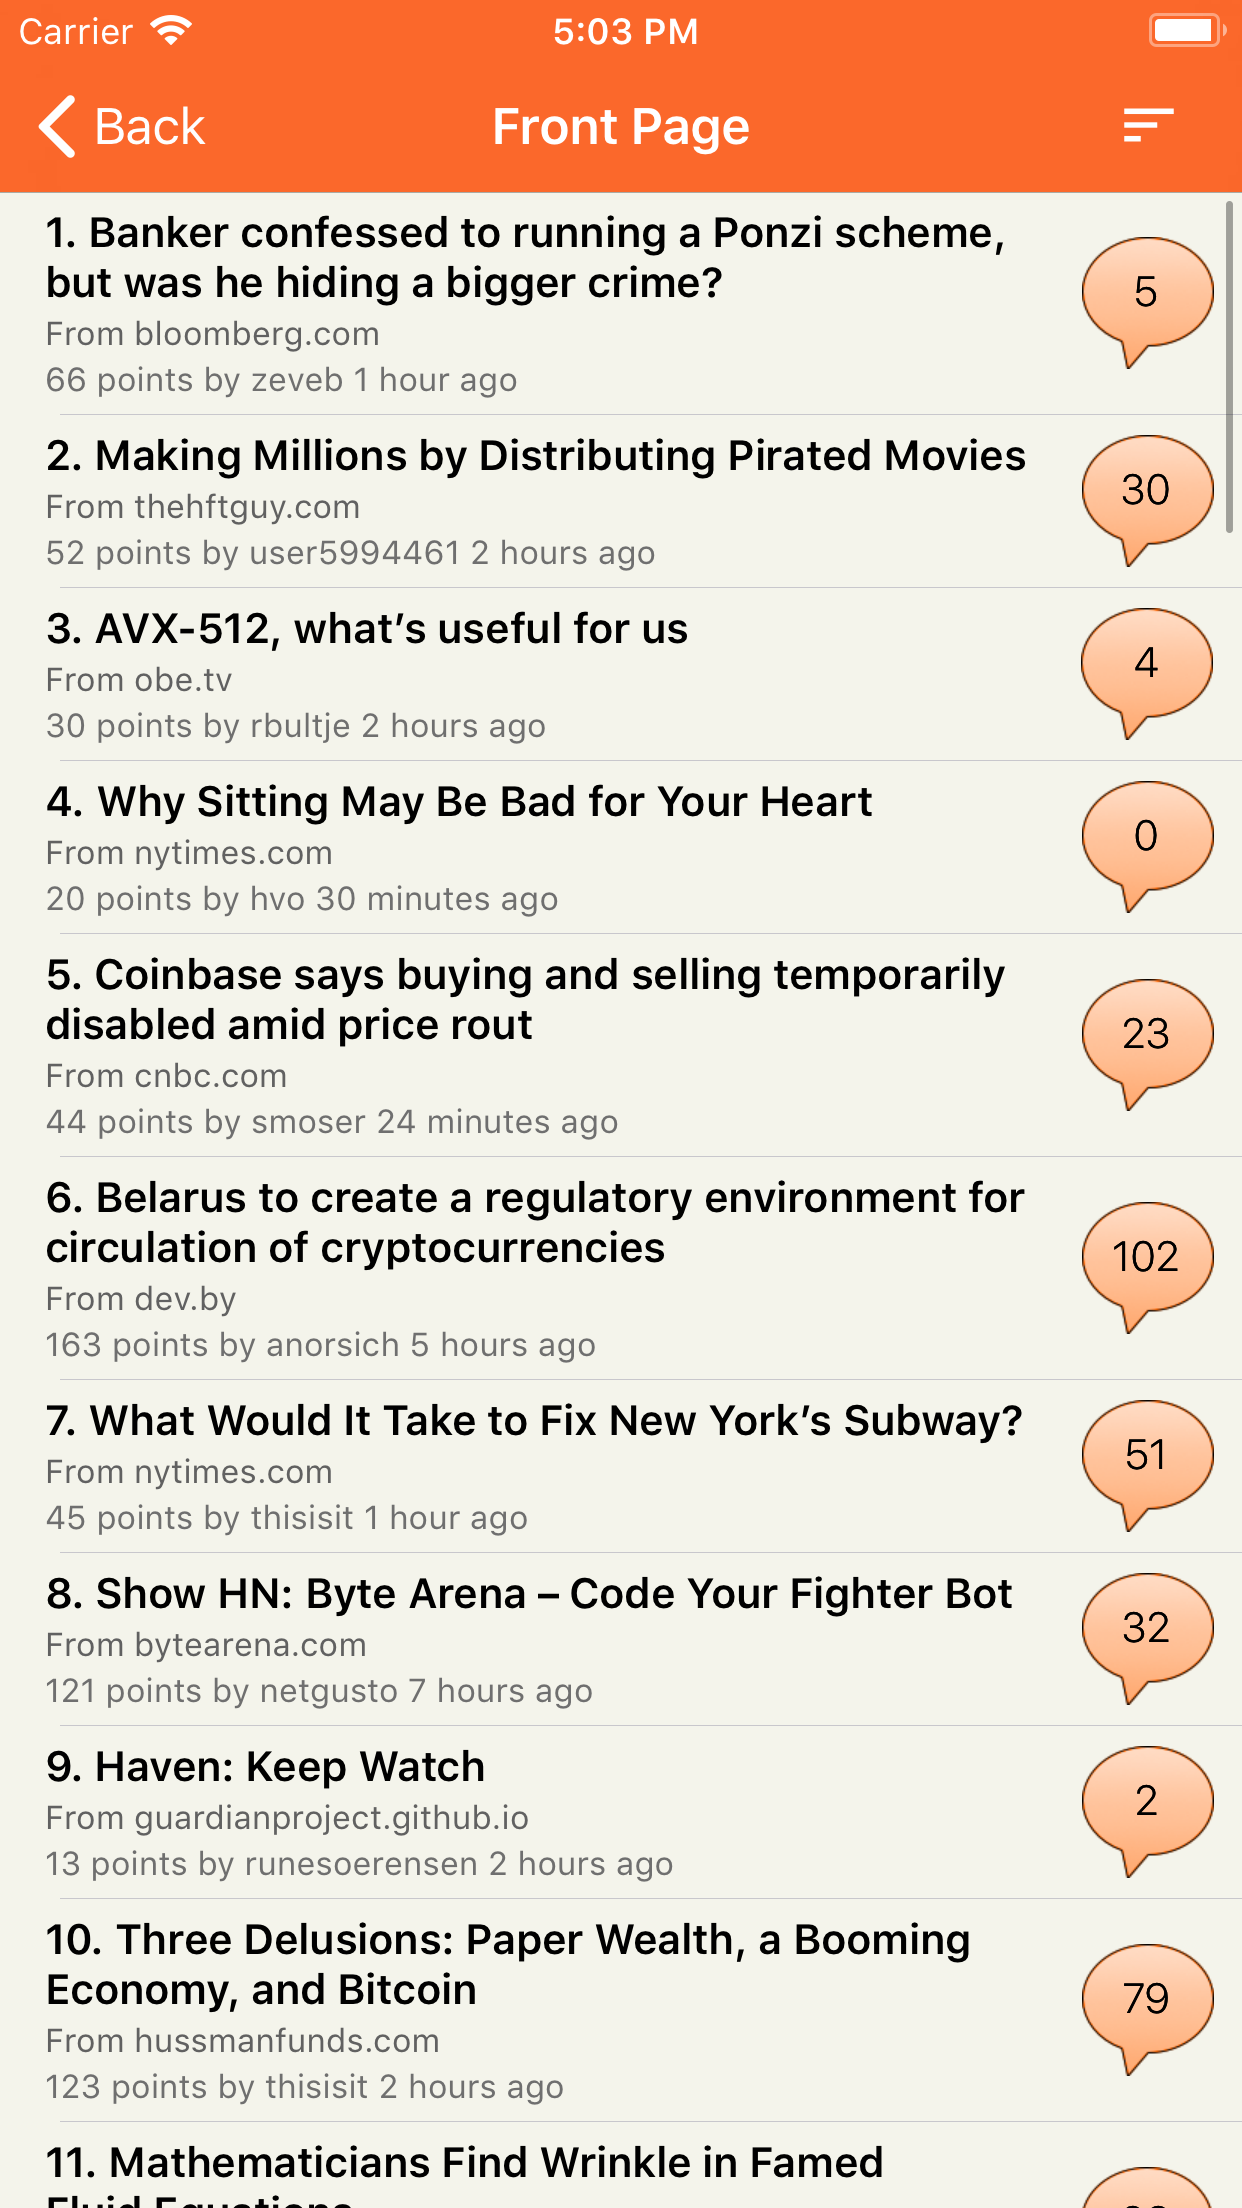 Carrier 5:03 PM
Back Front Page
1. Banker confessed to running a Ponzi scheme,
but was he hiding a bigger crime?
From bloomberg.com
66 points by zeveb 1 hour ago
5
2. Making Millions by Distributing Pirated Movies
From thehftguy.com
52 points by user5994461 2 hours ago
30
3. AVX-512, what’s useful for us
From obe.tv
30 points by rbultje 2 hours ago
4
4. Why Sitting May Be Bad for Your Heart
From nytimes.com
20 points by hvo 30 minutes ago
0
5. Coinbase says buying and selling temporarily
disabled amid price rout
From cnbc.com
44 points by smoser 24 minutes ago
23
6. Belarus to create a regulatory environment for
circulation of cryptocurrencies
From dev.by
163 points by anorsich 5 hours ago
102
7. What Would It Take to Fix New York’s Subway?
From nytimes.com
45 points by thisisit 1 hour ago
51
8. Show HN: Byte Arena – Code Your Fighter Bot
From bytearena.com
121 points by netgusto 7 hours ago
32
9. Haven: Keep Watch
From guardianproject.github.io
13 points by runesoerensen 2 hours ago
2
10. Three Delusions: Paper Wealth, a Booming
Economy, and Bitcoin
From hussmanfunds.com
123 points by thisisit 2 hours ago
79
11. Mathematicians Find Wrinkle in Famed
Fluid Equations